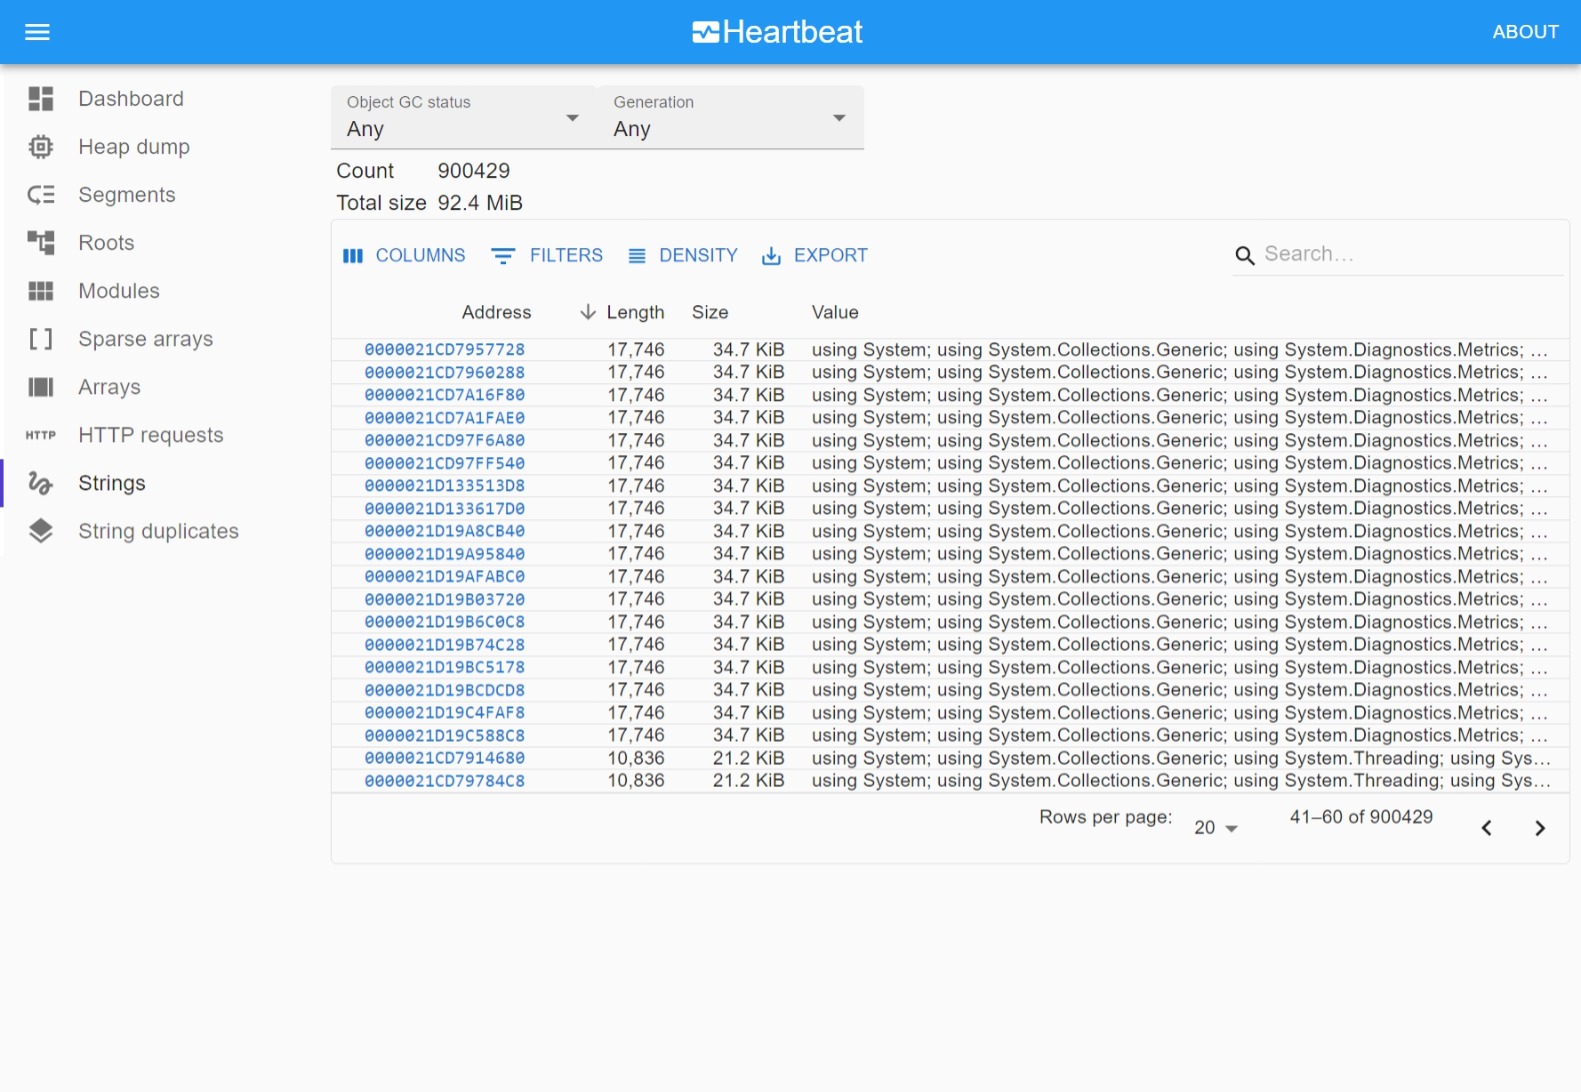 Heartbeat
ABOUT
Dashboard
Heap dump
Segments
Roots
Modules
Sparse arrays
Arrays
HTTP HTTP requests
Strings
String duplicates
Object GC status
Any
Generation
Any
Count 900429
Total size 92.4 MiB
COLUMNS FILTERS DENSITY EXPORT Search…
Address Length Size Value
0000021CD7957728 17,746 34.7 KiB using System; using System.Collections.Generic; using System.Diagnostics.Metrics; …
0000021CD7960288 17,746 34.7 KiB using System; using System.Collections.Generic; using System.Diagnostics.Metrics; …
0000021CD7A16F80 17,746 34.7 KiB using System; using System.Collections.Generic; using System.Diagnostics.Metrics; …
0000021CD7A1FAE0 17,746 34.7 KiB using System; using System.Collections.Generic; using System.Diagnostics.Metrics; …
0000021CD97F6A80 17,746 34.7 KiB using System; using System.Collections.Generic; using System.Diagnostics.Metrics; …
0000021CD97FF540 17,746 34.7 KiB using System; using System.Collections.Generic; using System.Diagnostics.Metrics; …
0000021D133513D8 17,746 34.7 KiB using System; using System.Collections.Generic; using System.Diagnostics.Metrics; …
0000021D133617D0 17,746 34.7 KiB using System; using System.Collections.Generic; using System.Diagnostics.Metrics; …
0000021D19A8CB40 17,746 34.7 KiB using System; using System.Collections.Generic; using System.Diagnostics.Metrics; …
0000021D19A95840 17,746 34.7 KiB using System; using System.Collections.Generic; using System.Diagnostics.Metrics; …
0000021D19AFABC0 17,746 34.7 KiB using System; using System.Collections.Generic; using System.Diagnostics.Metrics; …
0000021D19B03720 17,746 34.7 KiB using System; using System.Collections.Generic; using System.Diagnostics.Metrics; …
0000021D19B6C0C8 17,746 34.7 KiB using System; using System.Collections.Generic; using System.Diagnostics.Metrics; …
0000021D19B74C28 17,746 34.7 KiB using System; using System.Collections.Generic; using System.Diagnostics.Metrics; …
0000021D19BC5178 17,746 34.7 KiB using System; using System.Collections.Generic; using System.Diagnostics.Metrics; …
0000021D19BCDCD8 17,746 34.7 KiB using System; using System.Collections.Generic; using System.Diagnostics.Metrics; …
0000021D19C4FAF8 17,746 34.7 KiB using System; using System.Collections.Generic; using System.Diagnostics.Metrics; …
0000021D19C588C8 17,746 34.7 KiB using System; using System.Collections.Generic; using System.Diagnostics.Metrics; …
0000021CD7914680 10,836 21.2 KiB using System; using System.Collections.Generic; using System.Threading; using Sys…
0000021CD79784C8 10,836 21.2 KiB using System; using System.Collections.Generic; using System.Threading; using Sys…
Rows per page: 20 41–60 of 900429